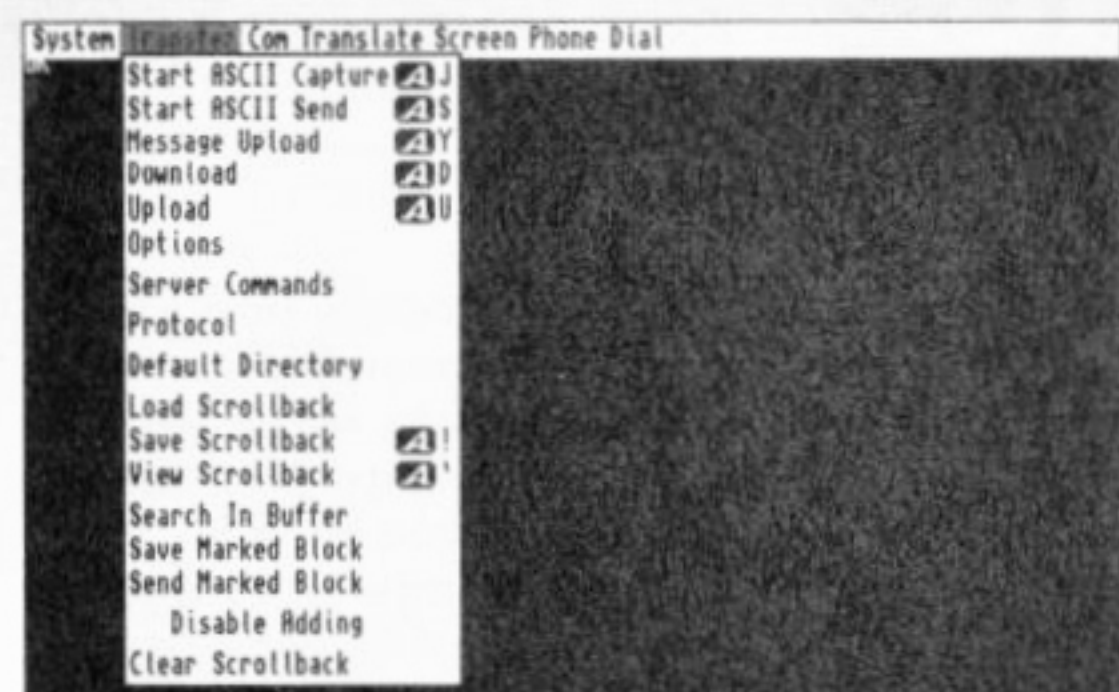 System Transfer Com Translate Screen Phone Dial
OK
Start ASCII Capture A J
Start ASCII Send A S
Message Upload A Y
Download A D
Upload A U
Options
Server Commands
Protocol
Default Directory
Load Scrollback
Save Scrollback A !
View Scrollback A `
Search In Buffer
Save Marked Block
Send Marked Block
Disable Adding
Clear Scrollback